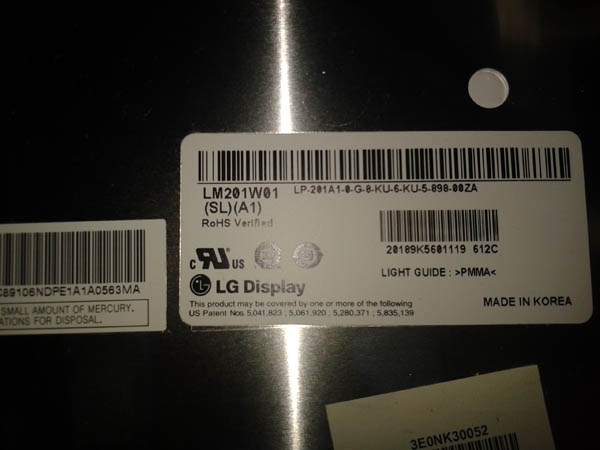 LM201W01 LP-201A1-0-G-8-KU-6-KU-5-898-00ZA
(SL)(A1)
RoHS Verified
20189K5601119 612C
c RU US
LIGHT GUIDE : >PMMA<
LG Display
This product may be covered by one or more of the following
US Patent Nos. 5,041,823 ; 5,061,920 ; 5,280,371 ; 5,835,139
MADE IN KOREA
C89106NDPE1A1A0563MA
SMALL AMOUNT OF MERCURY.
ATIONS FOR DISPOSAL.
3E0NK30052